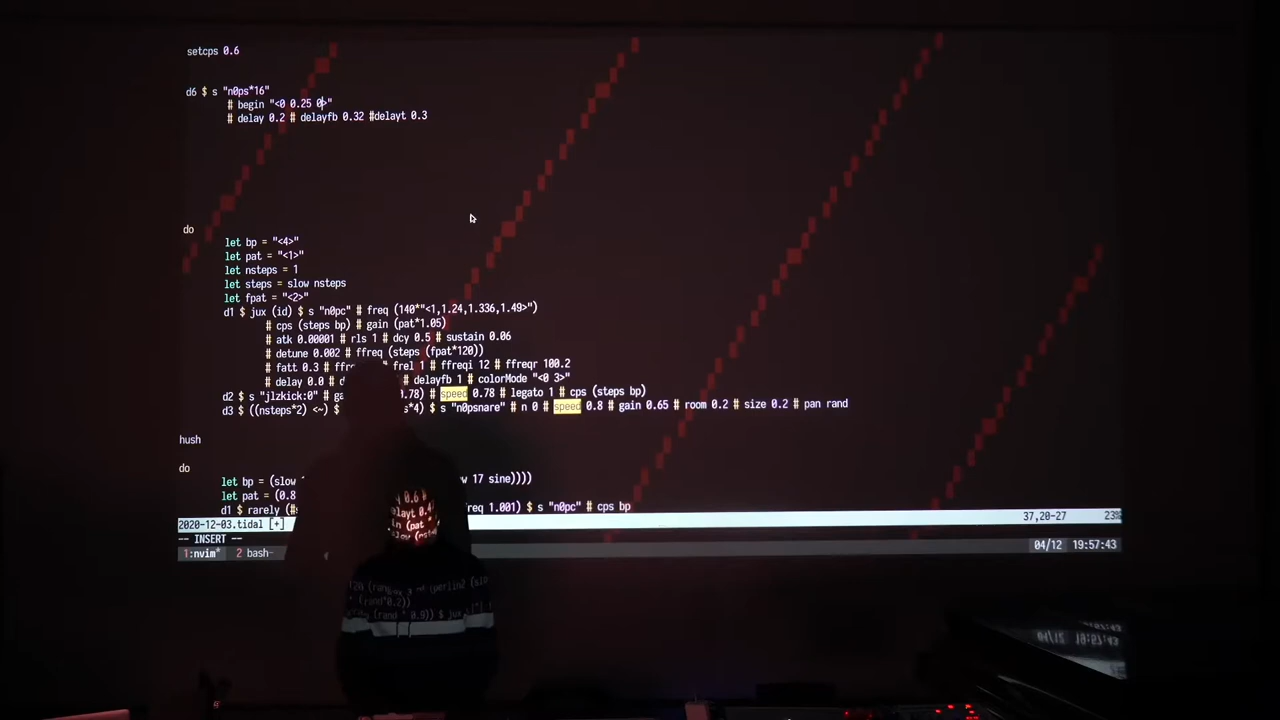 setcps 0.6
d6 $ s "n0ps*16"
# begin "<0 0.25 0>"
# delay 0.2 # delayfb 0.32 #delayt 0.3
do
let bp = "<4>"
let pat = "<1>"
let nsteps = 1
let steps = slow nsteps
let fpat = "<2>"
d1 $ jux (id) $ s "n0pc" # freq (140*"<1,1.24,1.336,1.49>")
# cps (steps bp) # gain (pat*1.05)
# atk 0.00001 # rls 1 # dcy 0.5 # sustain 0.06
# detune 0.002 # ffreq (steps (fpat*120))
# fatt 0.3 # frel 1 # ffreqi 12 # ffreqr 100.2
# delay 0.0 # # delayfb 1 # colorMode "<0 3>"
d2 $ s "jlzkick:0" # 0.78) # speed 0.78 # legato 1 # cps (steps bp)
d3 $ ((nsteps*2) <~) $ s*4) $ s "n0psnare" # n 0 # speed 0.8 # gain 0.65 # room 0.2 # size 0.2 # pan rand
hush
do
let bp = (slow 17 sine))))
let pat = (0.8
d1 $ rarely ( freq 1.001) $ s "n0pc" # cps bp
2020-12-03.tidal [+] 37,20-27 23%
-- INSERT --
1:nvim* 2 bash- 04/12 19:57:43